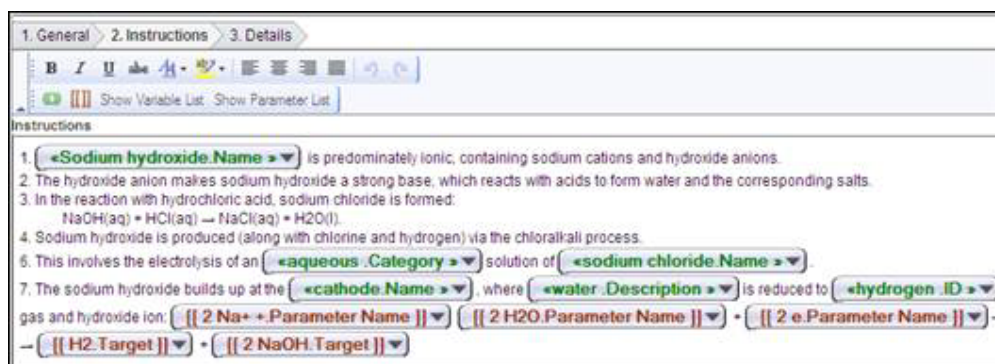 1. General 2. Instructions 3. Details
B I U abc A ab
[[]] Show Variable List Show Parameter List
Instructions
1. «Sodium hydroxide.Name » is predominately ionic, containing sodium cations and hydroxide anions.
2. The hydroxide anion makes sodium hydroxide a strong base, which reacts with acids to form water and the corresponding salts.
3. In the reaction with hydrochloric acid, sodium chloride is formed:
NaOH(aq) + HCl(aq) → NaCl(aq) + H2O(l).
4. Sodium hydroxide is produced (along with chlorine and hydrogen) via the chloralkali process.
6. This involves the electrolysis of an «aqueous .Category » solution of «sodium chloride.Name » .
7. The sodium hydroxide builds up at the «cathode.Name » , where «water .Description » is reduced to «hydrogen .ID »
gas and hydroxide ion: [[ 2 Na+ +.Parameter Name ]] [[ 2 H2O.Parameter Name ]] + [[ 2 e.Parameter Name ]] -
→ [[ H2.Target ]] + [[ 2 NaOH.Target ]]